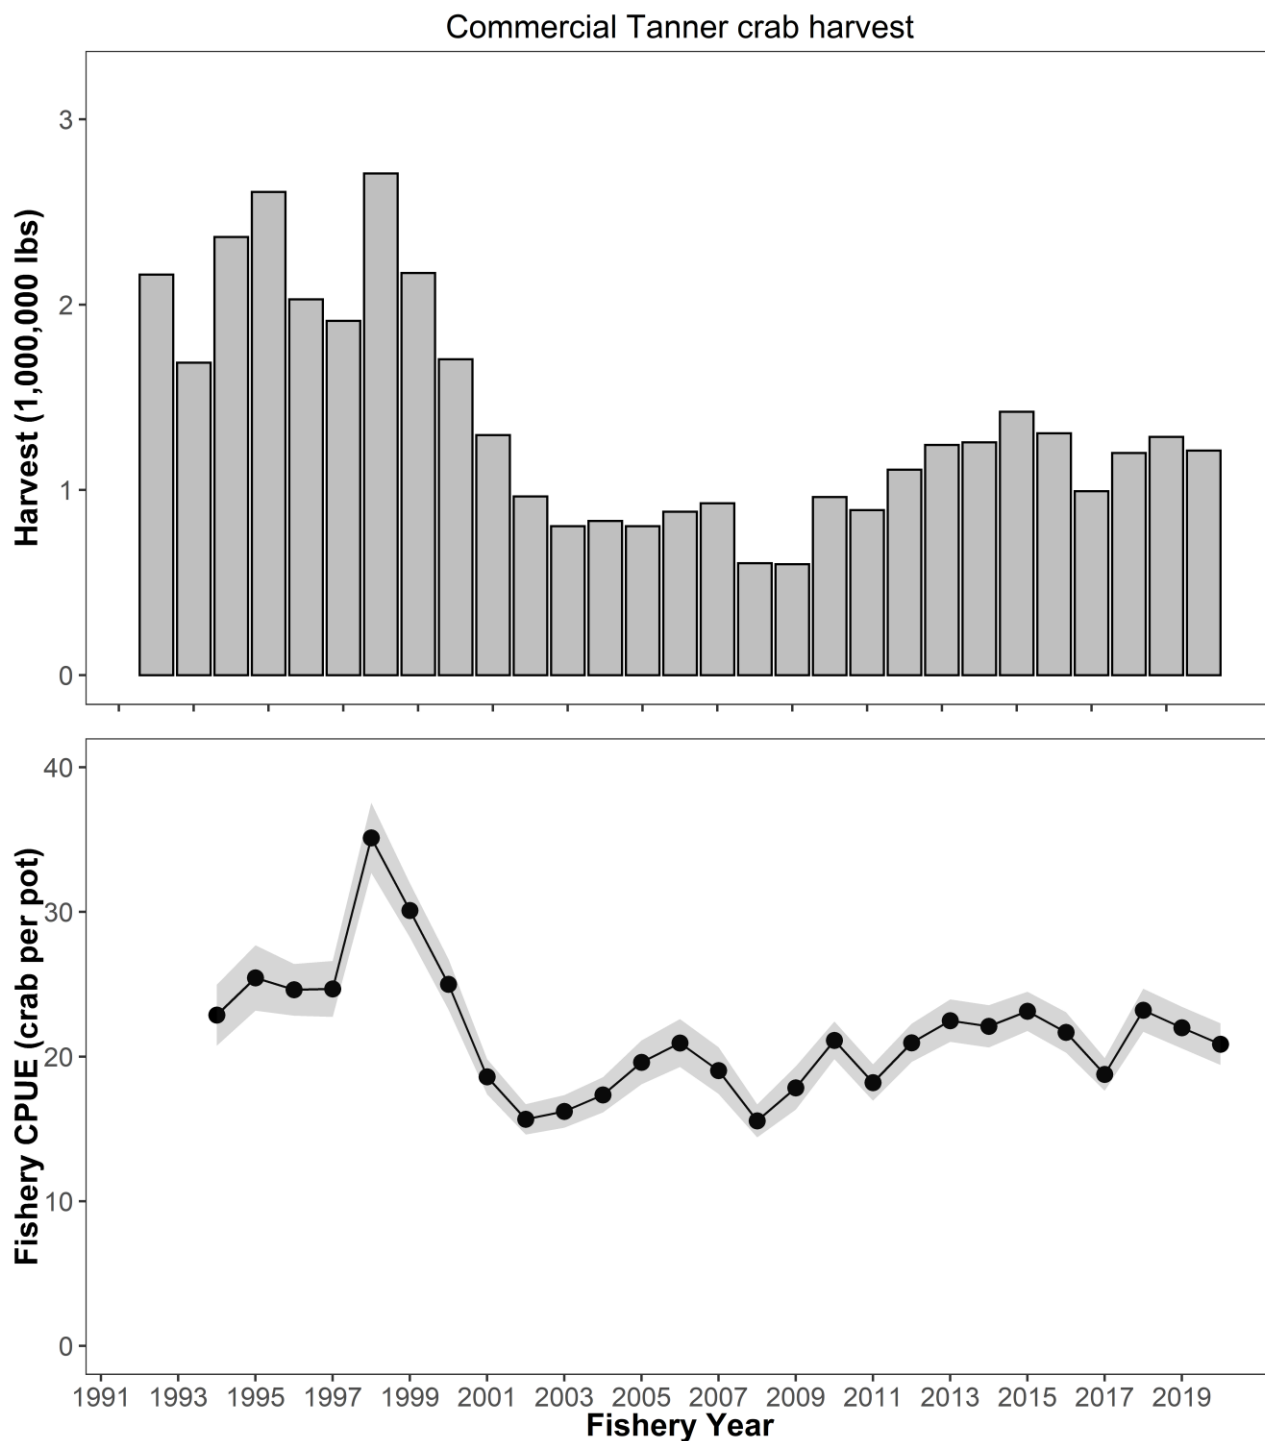 Commercial Tanner crab harvest
Harvest (1,000,000 lbs)
3
2
1
0
Fishery CPUE (crab per pot)
40
30
20
10
0
1991 1993 1995 1997 1999 2001 2003 2005 2007 2009 2011 2013 2015 2017 2019
Fishery Year